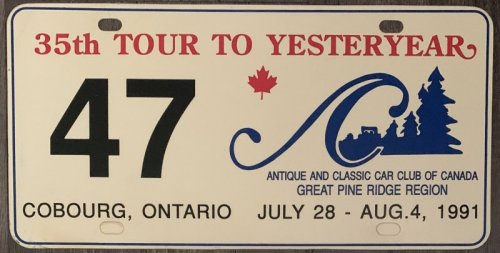 35th TOUR TO YESTERYEAR
47
ANTIQUE AND CLASSIC CAR CLUB OF CANADA
GREAT PINE RIDGE REGION
COBOURG, ONTARIO JULY 28 - AUG.4, 1991